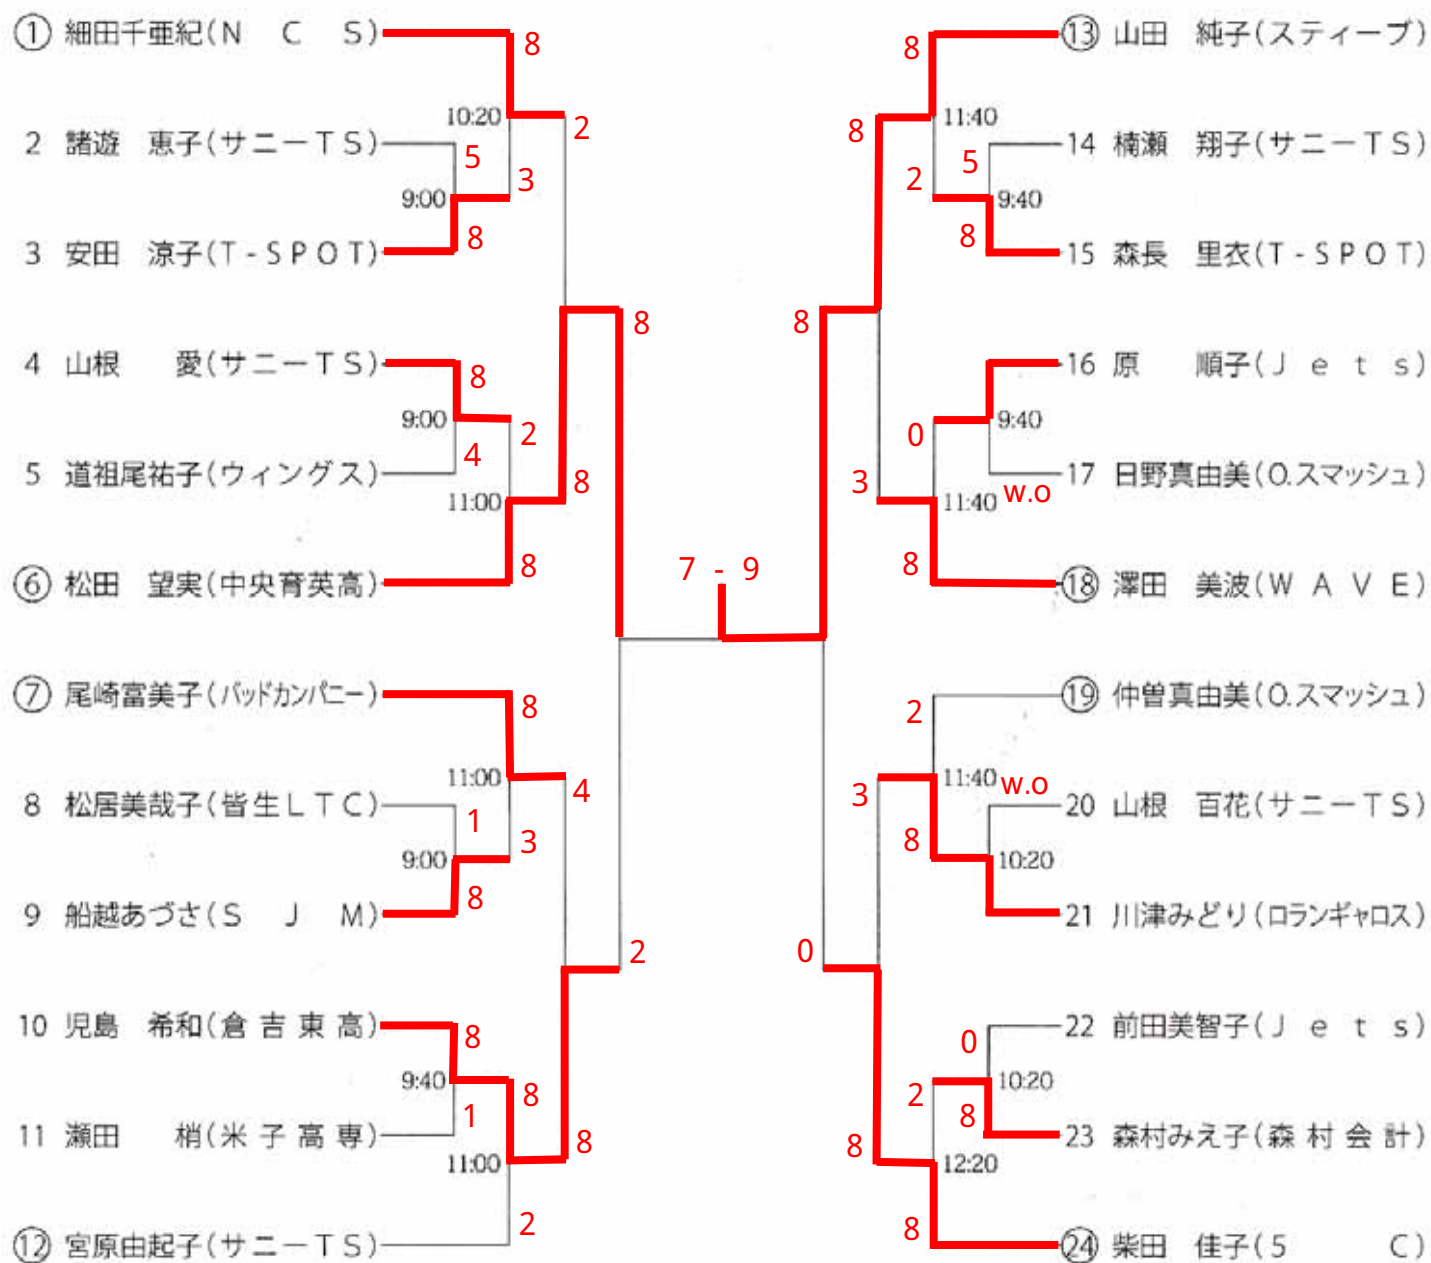 ① 細田千亜紀(N C S)
8
10:20
2
2 諸遊 恵子(サニーTS)
5
3
9:00
8
3 安田 涼子(T-SPOT)
8
4 山根 愛(サニーTS)
8
9:00
2
4
5 道祖尾祐子(ウィングス)
8
11:00
8
⑥ 松田 望実(中央育英高)
7 - 9
⑦ 尾崎富美子(バッドカンパニー)
8
11:00
4
8 松居美哉子(皆生LTC)
1
3
9:00
8
9 船越あづさ(S J M)
2
10 児島 希和(倉吉東高)
8
9:40
8
1
11 瀬田 梢(米子高専)
8
11:00
2
⑫ 宮原由起子(サニーTS)
⑬ 山田 純子(スティーブ)
8
8
11:40
14 楠瀬 翔子(サニーTS)
5
2
9:40
8
15 森長 里衣(T-SPOT)
8
16 原 順子(Jets)
9:40
0
17 日野真由美(O.スマッシュ)
w.o
3
11:40
8
⑱ 澤田 美波(WAVE)
⑲ 仲曽真由美(O.スマッシュ)
2
11:40
w.o
3
20 山根 百花(サニーTS)
8
10:20
21 川津みどり(ロランギャロス)
0
22 前田美智子(Jets)
0
10:20
2
8
23 森村みえ子(森村会計)
8
12:20
8
㉔ 柴田 佳子(5 C)